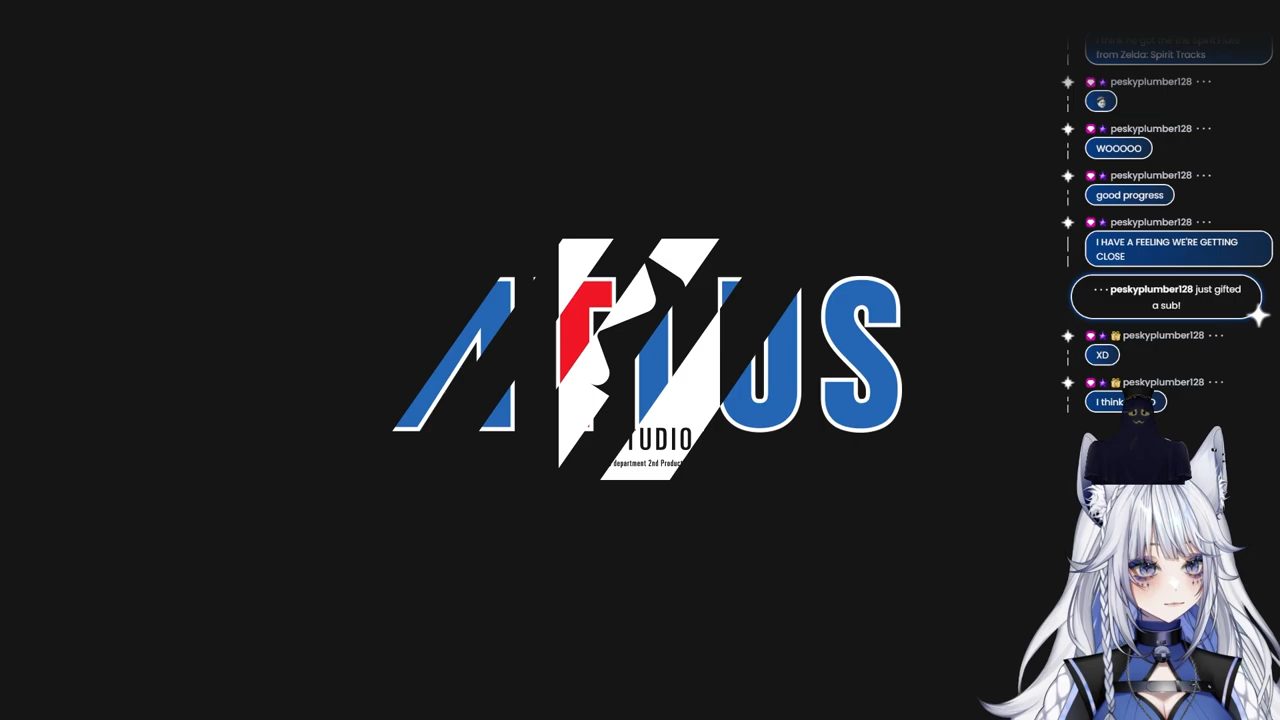 from Zelda: Spirit Tracks
peskyplumber128
peskyplumber128
WOOOOO
peskyplumber128
good progress
peskyplumber128
I HAVE A FEELING WE'RE GETTING
CLOSE
peskyplumber128 just gifted
a sub!
peskyplumber128
XD
peskyplumber128
I think
ATLUS
TUDIO
department 2nd Product